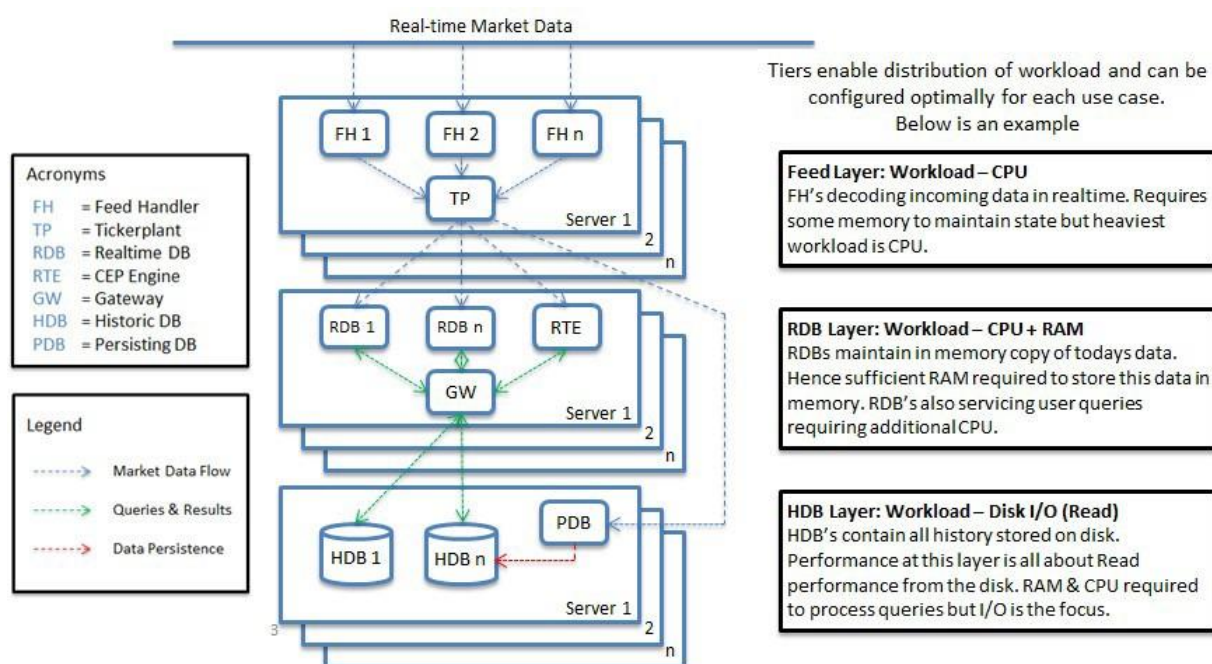 Real-time Market Data
Tiers enable distribution of workload and can be
configured optimally for each use case.
Below is an example
FH 1
FH 2
FH n
TP
Server 1
2
n
Acronyms
FH = Feed Handler
TP = Tickerplant
RDB = Realtime DB
RTE = CEP Engine
GW = Gateway
HDB = Historic DB
PDB = Persisting DB
Feed Layer: Workload – CPU
FH's decoding incoming data in realtime. Requires
some memory to maintain state but heaviest
workload is CPU.
RDB 1
RDB n
RTE
GW
Server 1
2
n
RDB Layer: Workload – CPU + RAM
RDBs maintain in memory copy of todays data.
Hence sufficient RAM required to store this data in
memory. RDB's also servicing user queries
requiring additional CPU.
Legend
Market Data Flow
Queries & Results
Data Persistence
PDB
HDB 1
HDB n
Server 1
2
n
3
HDB Layer: Workload – Disk I/O (Read)
HDB's contain all history stored on disk.
Performance at this layer is all about Read
performance from the disk. RAM & CPU required
to process queries but I/O is the focus.